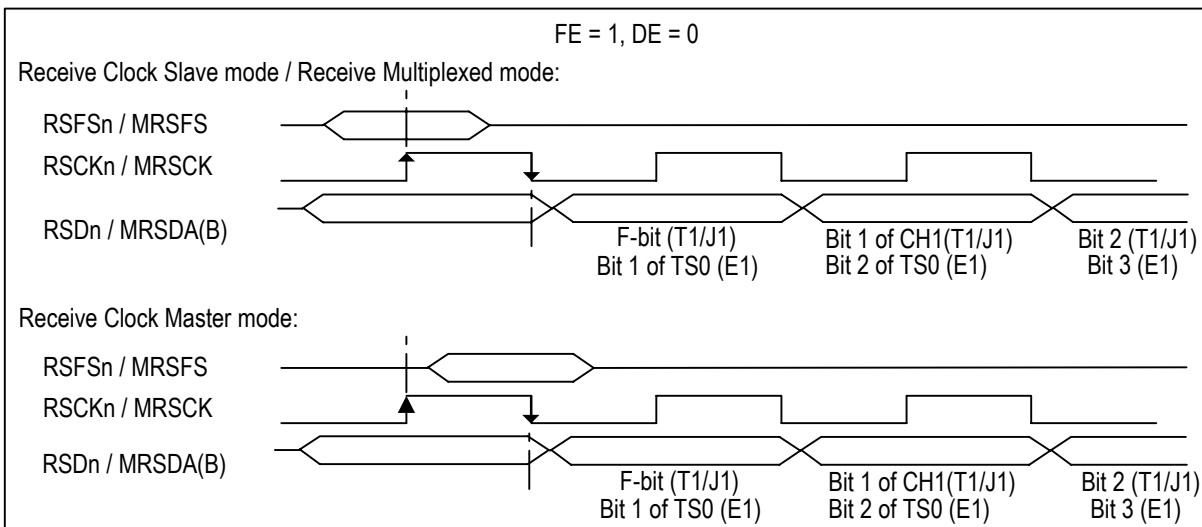 FE = 1, DE = 0
Receive Clock Slave mode / Receive Multiplexed mode:
RSFSn / MRSFS
RSCKn / MRSCK
RSDn / MRSDA(B)
F-bit (T1/J1) Bit 1 of CH1(T1/J1) Bit 2 (T1/J1)
Bit 1 of TS0 (E1) Bit 2 of TS0 (E1) Bit 3 (E1)
Receive Clock Master mode:
RSFSn / MRSFS
RSCKn / MRSCK
RSDn / MRSDA(B)
F-bit (T1/J1) Bit 1 of CH1(T1/J1) Bit 2 (T1/J1)
Bit 1 of TS0 (E1) Bit 2 of TS0 (E1) Bit 3 (E1)